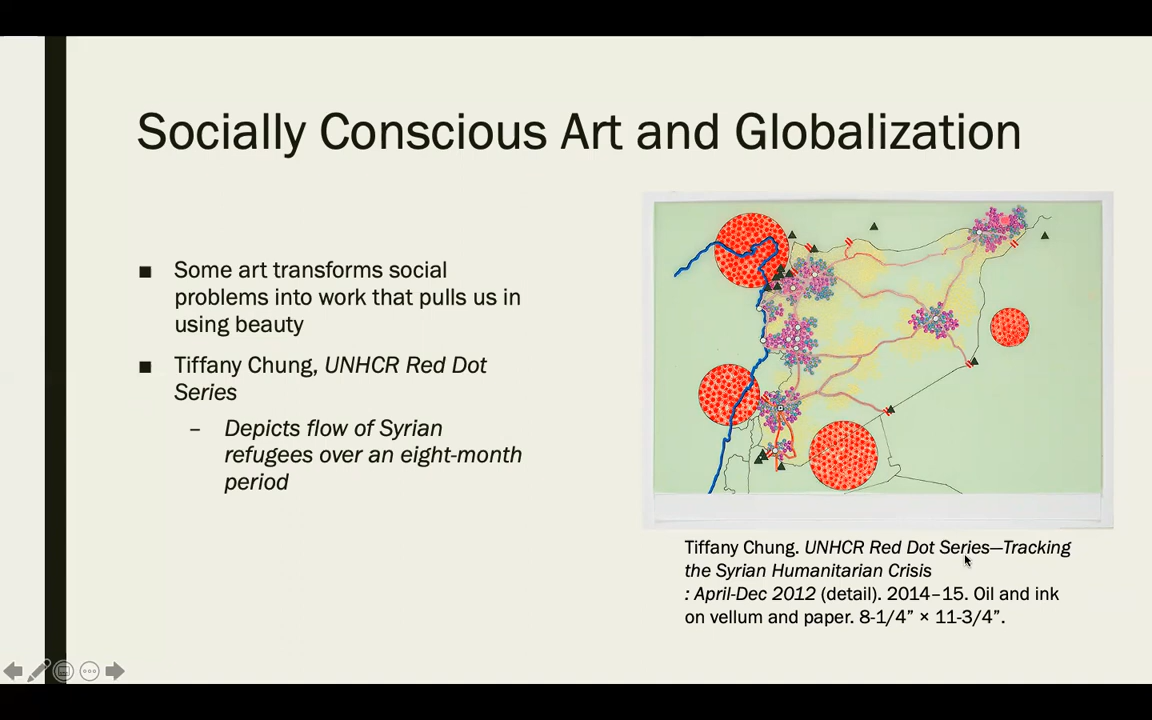 Socially Conscious Art and Globalization
■ Some art transforms social
problems into work that pulls us in
using beauty
■ Tiffany Chung, UNHCR Red Dot
Series
– Depicts flow of Syrian
refugees over an eight-month
period
Tiffany Chung. UNHCR Red Dot Series—Tracking
the Syrian Humanitarian Crisis
: April-Dec 2012 (detail). 2014–15. Oil and ink
on vellum and paper. 8-1/4” × 11-3/4”.